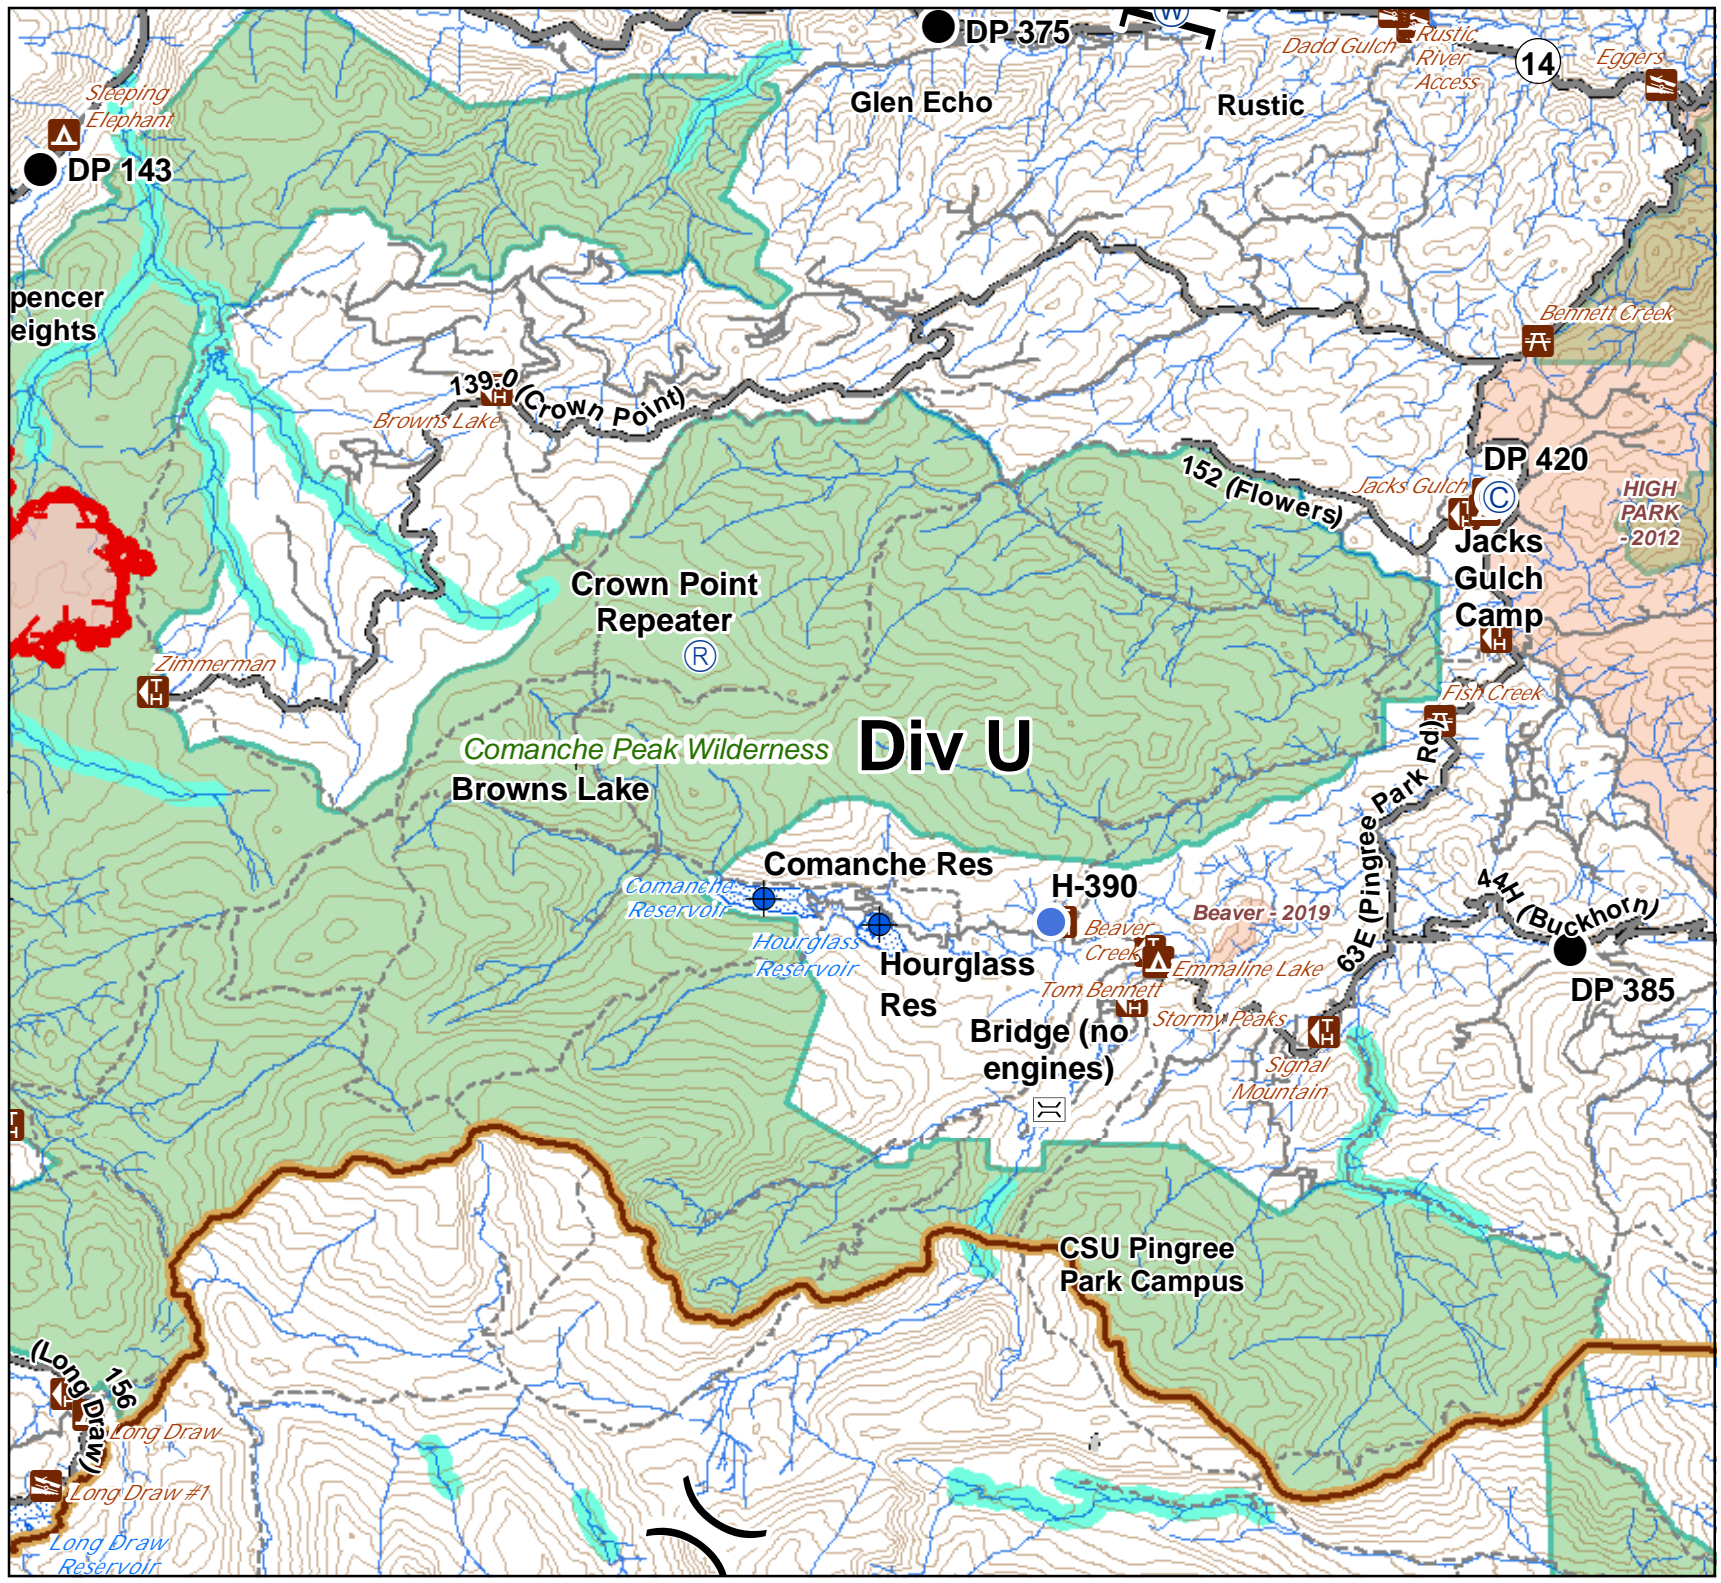 W
DP 375
Dadd Gulch
Rustic
River
Access
14
Eggers
Sleeping
Elephant
Glen Echo
Rustic
DP 143
pencer
eights
Bennett Creek
139.0 (Crown Point)
Browns Lake
152 (Flowers)
DP 420
Jacks Gulch
C
HIGH
PARK
- 2012
Jacks
Gulch
Camp
Crown Point
Repeater
R
TH
Zimmerman
TH
Fish Creek
Comanche Peak Wilderness
Div U
Browns Lake
63E (Pingree Park Rd)
Comanche Res
Comanche
Reservoir
H-390
44H (Buckhorn)
Beaver - 2019
Beaver
Creek
Hourglass
Reservoir
Hourglass
Res
Emmaline Lake
DP 385
Tom Bennett
Stormy Peaks
TH
Bridge (no
engines)
Signal
Mountain
CSU Pingree
Park Campus
156
(Long Draw)
Long Draw
Long Draw #1
Long Draw
Reservoir